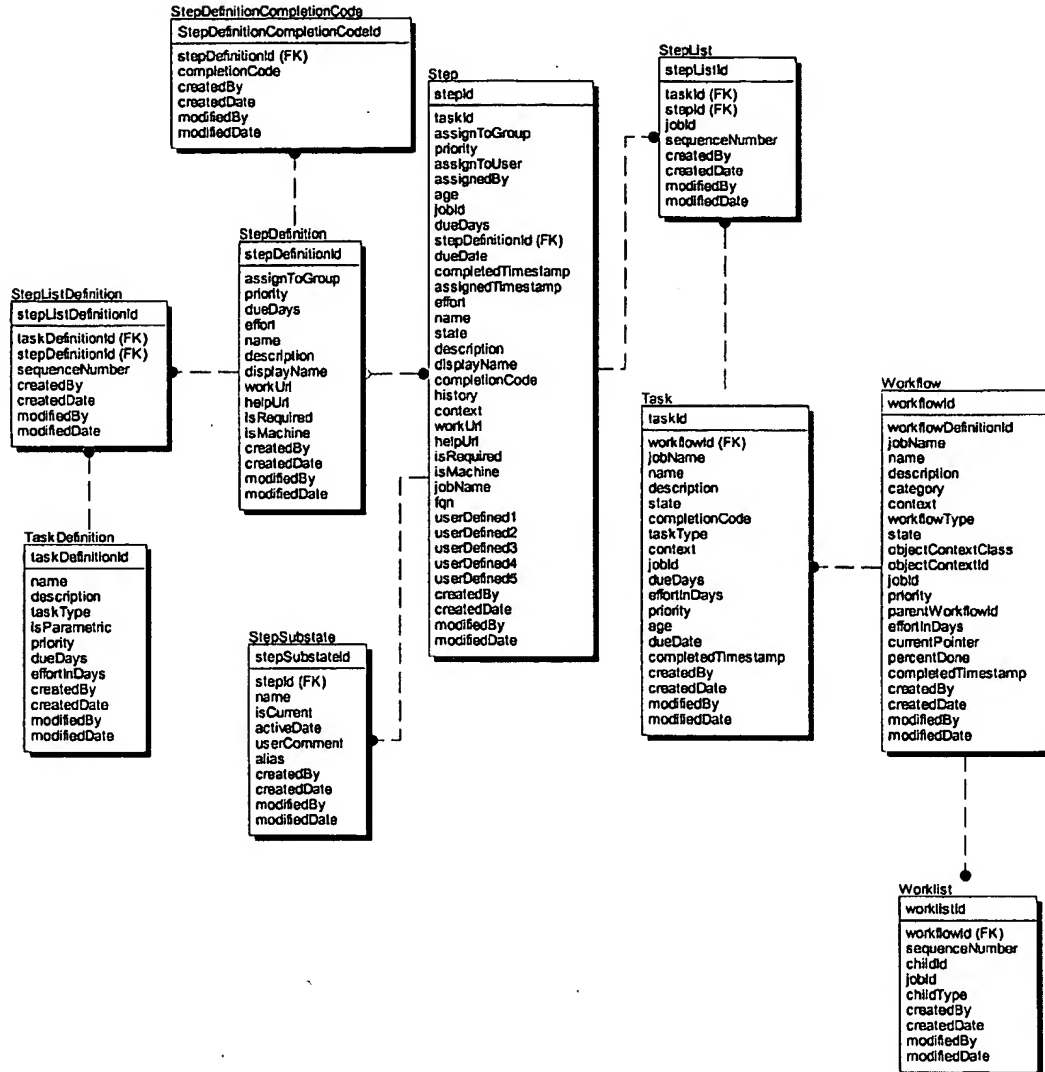 StepDefinitionCompletionCode
StepDefinitionCompletionCodeId
stepDefinitionId (FK)
completionCode
createdBy
createdDate
modifiedBy
modifiedDate
StepDefinition
stepDefinitionId
assignToGroup
priority
dueDays
effort
name
description
displayName
workUrl
helpUrl
isRequired
isMachine
createdBy
createdDate
modifiedBy
modifiedDate
StepListDefinition
stepListDefinitionId
taskDefinitionId (FK)
stepDefinitionId (FK)
sequenceNumber
createdBy
createdDate
modifiedBy
modifiedDate
TaskDefinition
taskDefinitionId
name
description
taskType
isParametric
priority
dueDays
effortInDays
createdBy
createdDate
modifiedBy
modifiedDate
Step
stepId
taskId
assignToGroup
priority
assignToUser
assignedBy
age
jobId
dueDays
stepDefinitionId (FK)
dueDate
completedTimestamp
assignedTimestamp
effort
name
state
description
displayName
completionCode
history
context
workUrl
helpUrl
isRequired
isMachine
jobName
fqn
userDefined1
userDefined2
userDefined3
userDefined4
userDefined5
createdBy
createdDate
modifiedBy
modifiedDate
StepSubstate
stepSubstateId
stepId (FK)
name
isCurrent
activeDate
userComment
alias
createdBy
createdDate
modifiedBy
modifiedDate
StepList
stepListId
taskId (FK)
stepId (FK)
jobId
sequenceNumber
createdBy
createdDate
modifiedBy
modifiedDate
Task
taskId
workflowId (FK)
jobName
name
description
state
completionCode
taskType
context
jobId
dueDays
effortInDays
priority
age
dueDate
completedTimestamp
createdBy
createdDate
modifiedBy
modifiedDate
Workflow
workflowId
workflowDefinitionId
jobName
name
description
category
context
workflowType
state
objectContextClass
objectContextId
jobId
priority
parentWorkflowId
effortInDays
currentPointer
percentDone
completedTimestamp
createdBy
createdDate
modifiedBy
modifiedDate
Worklist
worklistId
workflowId (FK)
sequenceNumber
childId
jobId
childType
createdBy
createdDate
modifiedBy
modifiedDate